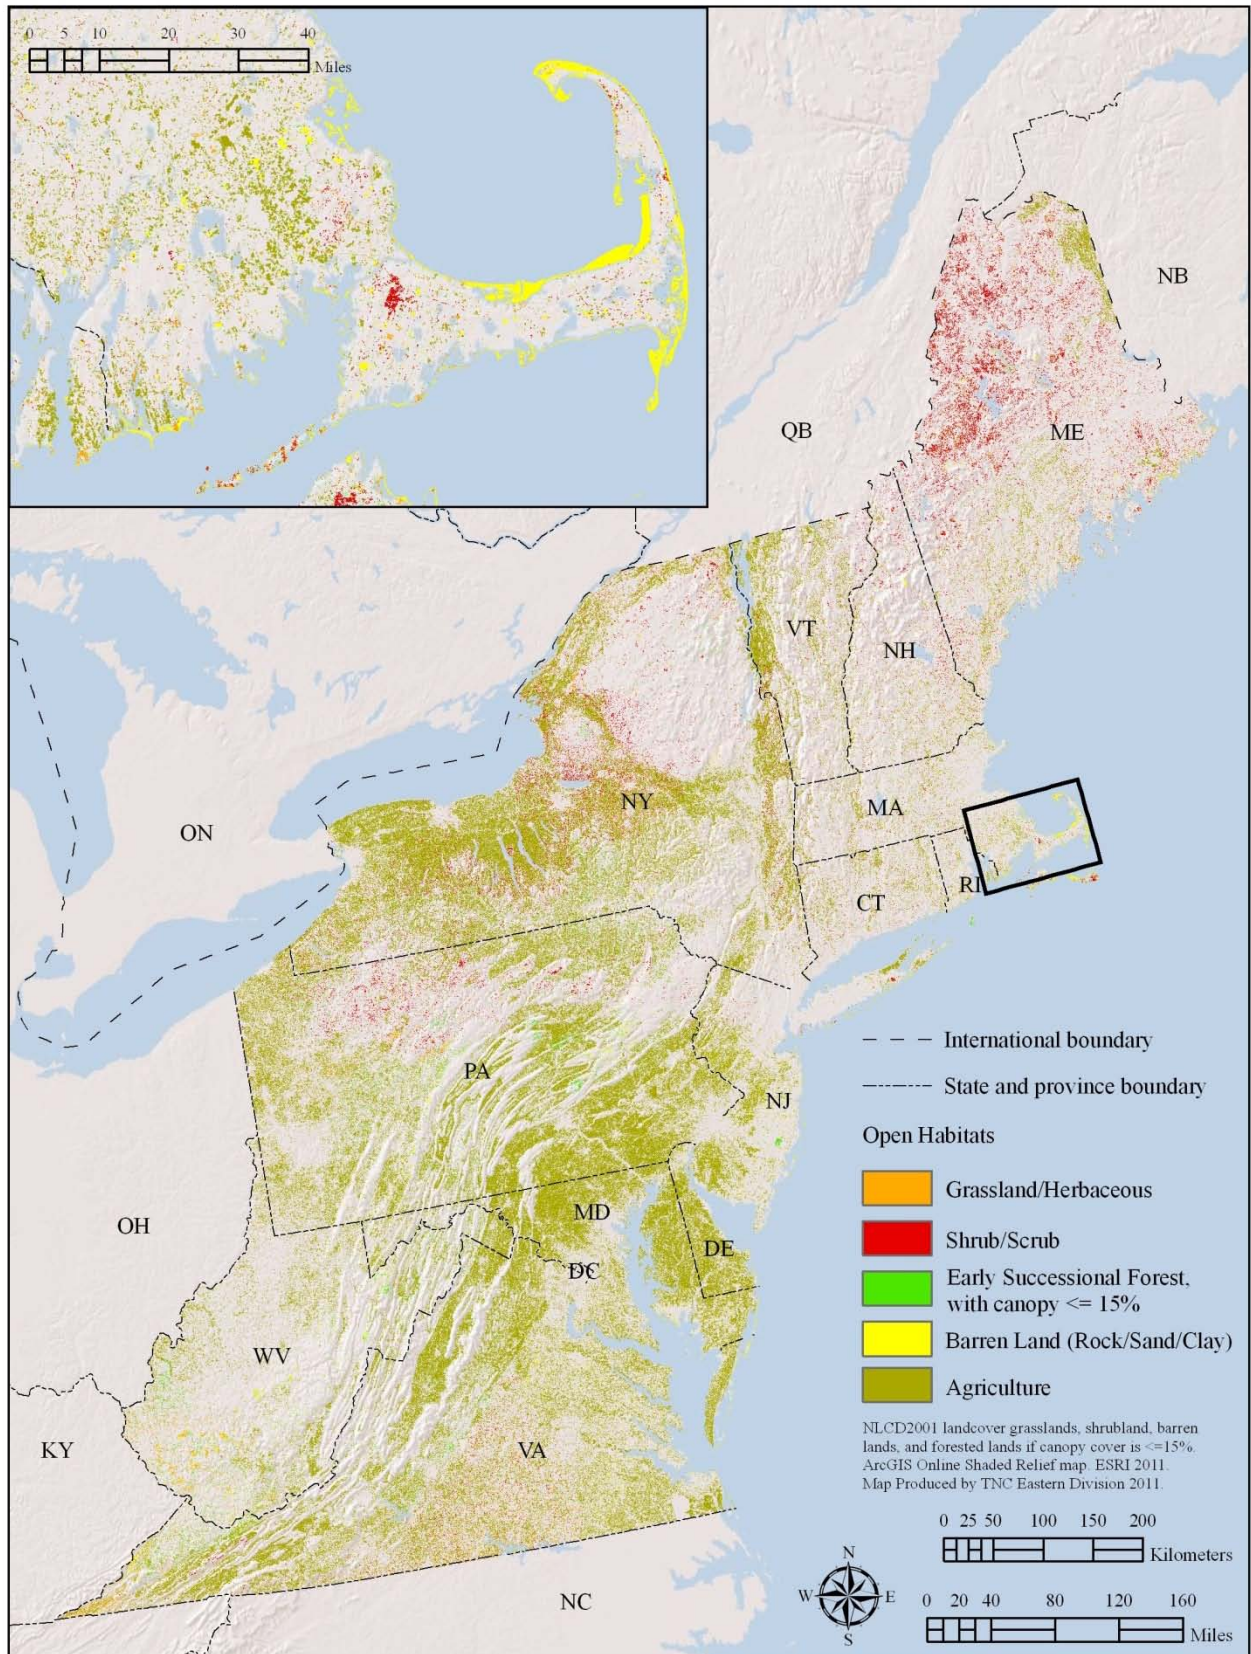 0 5 10 20 30 40
Miles
NB
QB
ME
VT
NH
ON
NY
MA
CT
RI
International boundary
State and province boundary
PA
NJ
Open Habitats
Grassland/Herbaceous
OH
MD
DE
Shrub/Scrub
DC
Early Successional Forest,
with canopy <= 15%
WV
Barren Land (Rock/Sand/Clay)
Agriculture
KY
VA
NLCD2001 landcover grasslands, shrubland, barren
lands, and forested lands if canopy cover is <=15%.
ArcGIS Online Shaded Relief map. ESRI 2011.
Map Produced by TNC Eastern Division 2011.
0 25 50 100 150 200
Kilometers
N
W E
S
NC
0 20 40 80 120 160
Miles